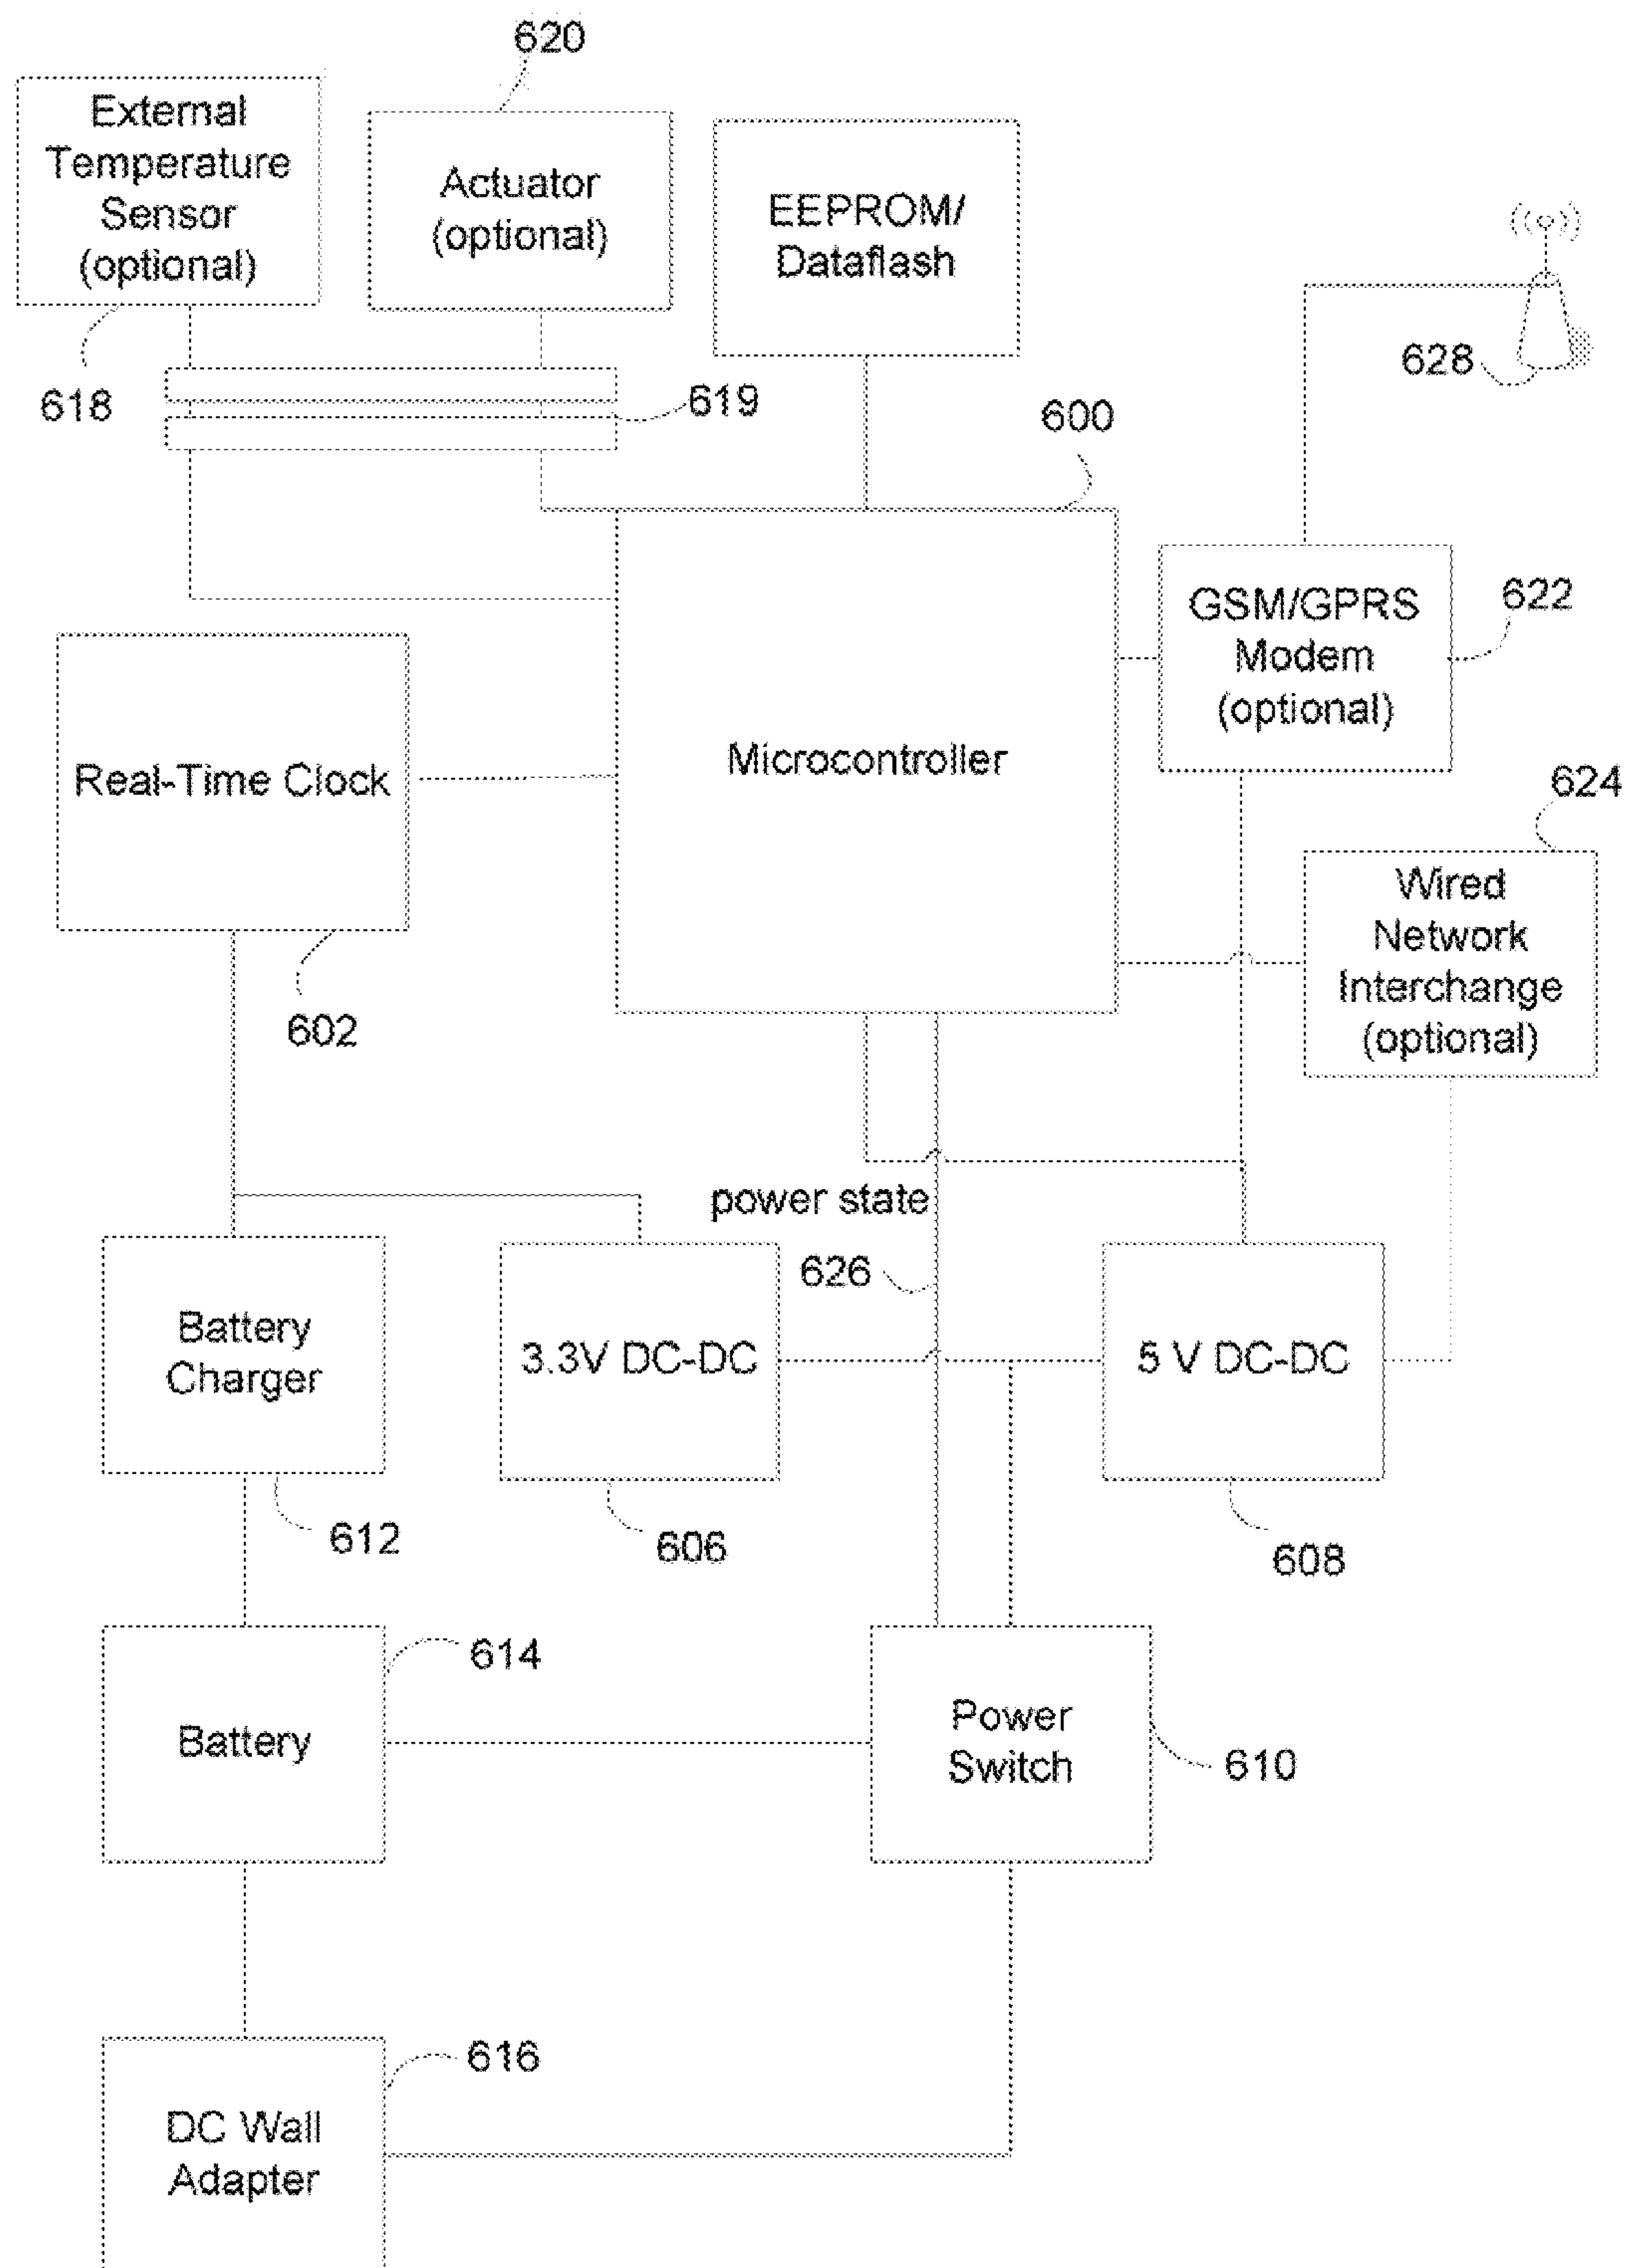 620
External
Temperature
Sensor
(optional)
Actuator
(optional)
EEPROM/
Dataflash
628
618
619
600
GSM/GPRS
Modem
(optional)
622
Real-Time Clock
Microcontroller
624
Wired
Network
Interchange
(optional)
602
power state
626
Battery
Charger
3.3V DC-DC
5 V DC-DC
612
606
608
614
Battery
Power
Switch
610
616
DC Wall
Adapter